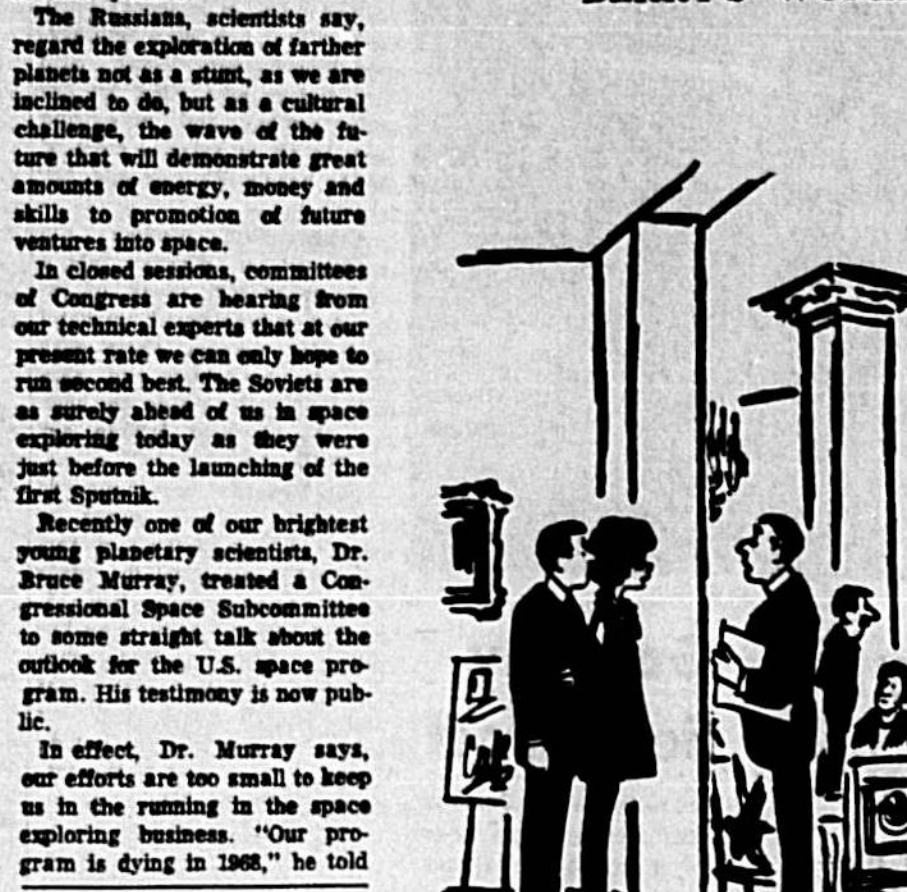 The Russians, scientists say,
regard the exploration of farther
planets not as a stunt, as we are
inclined to do, but as a cultural
challenge, the wave of the fu-
ture that will demonstrate great
amounts of energy, money and
skills to promotion of future
ventures into space.
In closed sessions, committees
of Congress are hearing from
our technical experts that at our
present rate we can only hope to
run second best. The Soviets are
as surely ahead of us in space
exploring today as they were
just before the launching of the
first Sputnik.
Recently one of our brightest
young planetary scientists, Dr.
Bruce Murray, treated a Con-
gressional Space Subcommittee
to some straight talk about the
outlook for the U.S. space pro-
gram. His testimony is now pub-
lic.
In effect, Dr. Murray says,
our efforts are too small to keep
us in the running in the space
exploring business. "Our pro-
gram is dying in 1968," he told